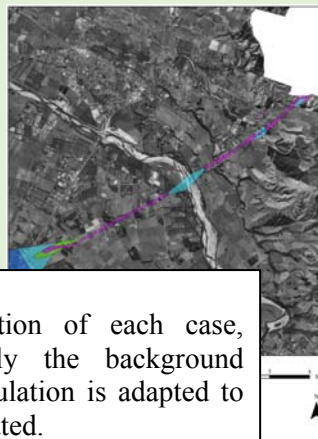 tion of each case,
ly the background
ulation is adapted to
ted.